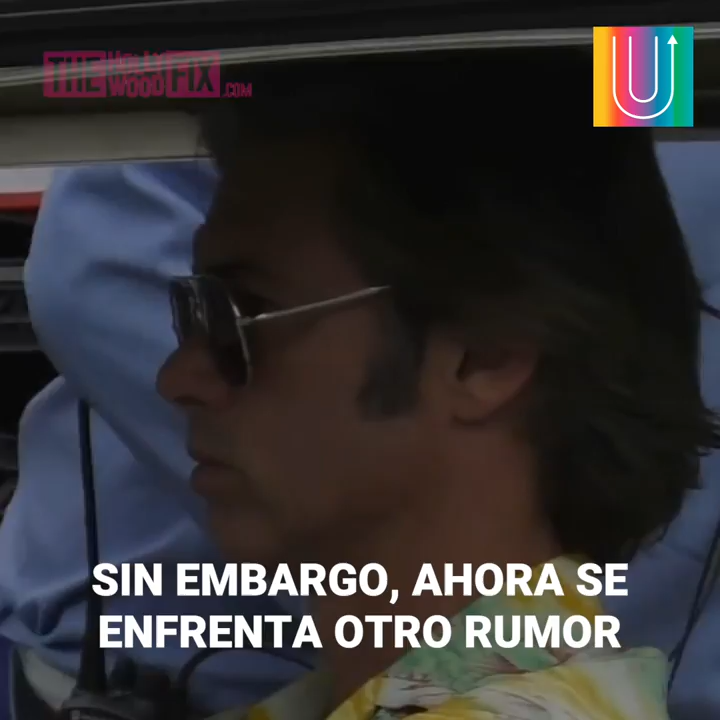 THE HOLLYWOOD FIX .COM
U
SIN EMBARGO, AHORA SE
ENFRENTA OTRO RUMOR